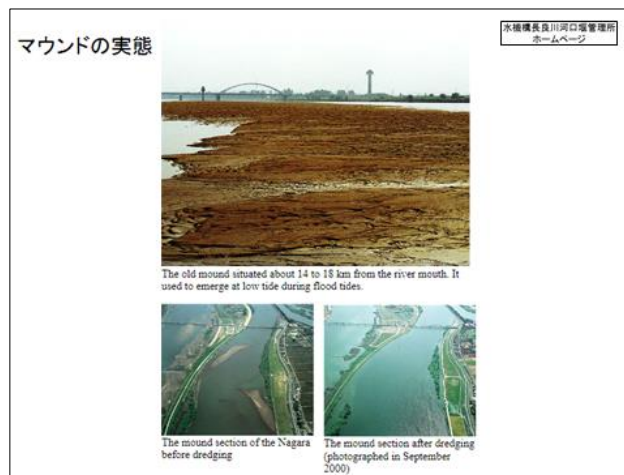 マウンドの実態
水機構長良川河口堰管理所
ホームページ
The old mound situated about 14 to 18 km from the river mouth. It
used to emerge at low tide during flood tides.
The mound section of the Nagara
before dredging
The mound section after dredging
(photographed in September
2000)